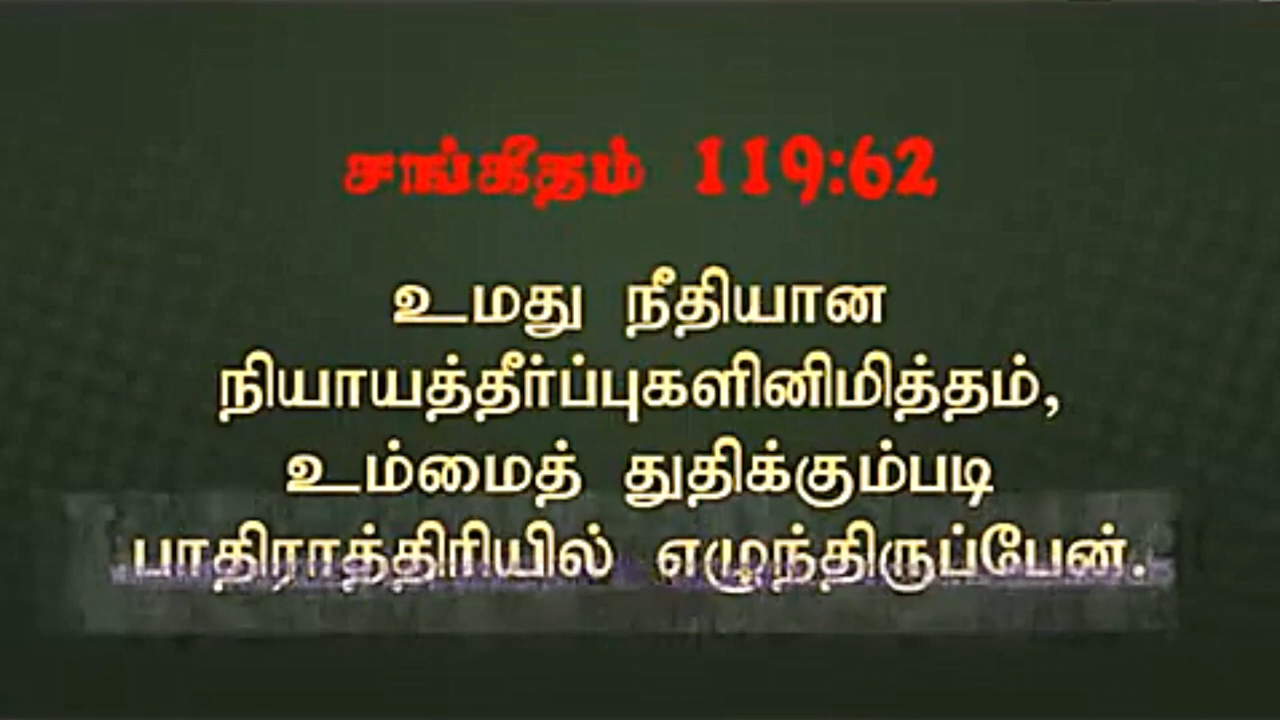 சங்கீதம் 119:62
உமது நீதியான
நியாயத்தீர்ப்புகளினிமித்தம்,
உம்மைத் துதிக்கும்படி
பாதிராத்திரியில் எழுந்திருப்பேன்.